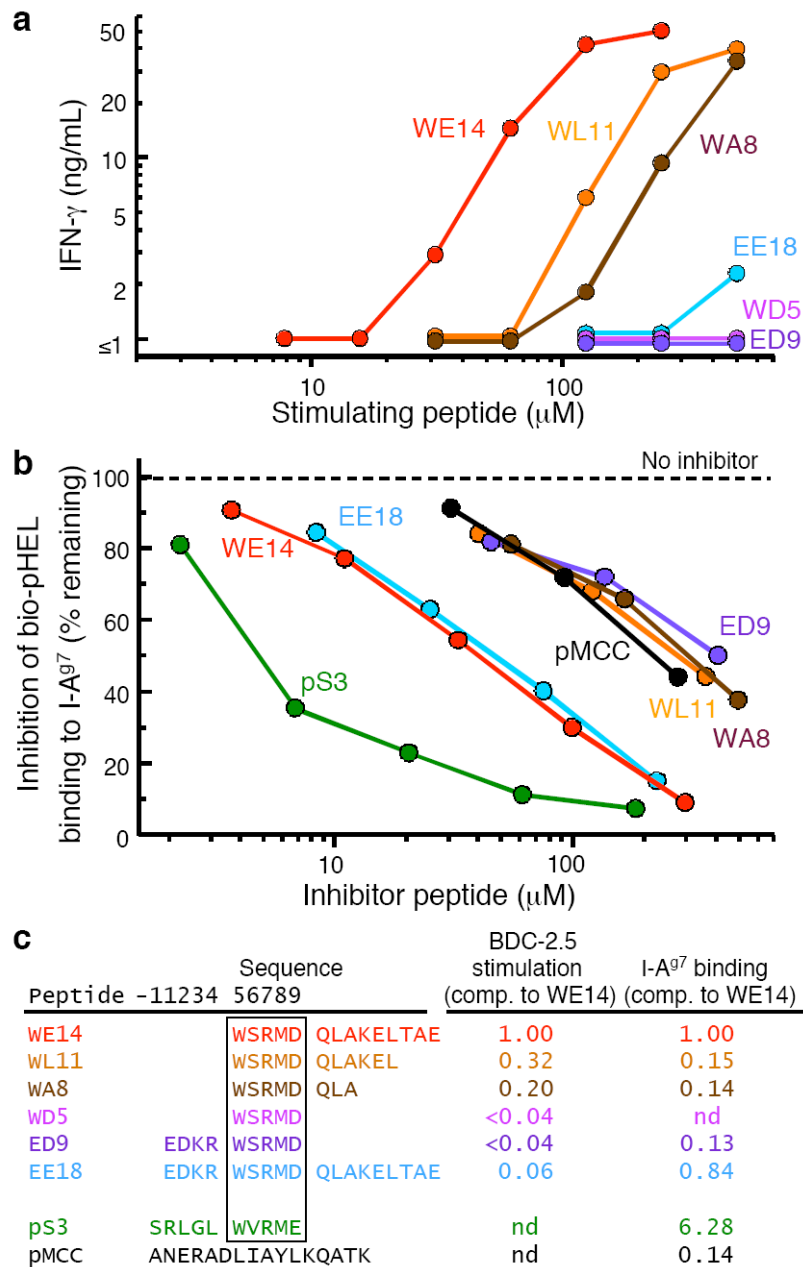 a
IFN-γ (ng/mL)
50
20
10
5
2
≤1
WE14
WL11
WA8
EE18
WD5
ED9
10
100
Stimulating peptide (μM)
b
Inhibition of bio-pHEL
binding to I-Ag7 (% remaining)
100
80
60
40
20
0
No inhibitor
WE14
EE18
pS3
pMCC
ED9
WL11
WA8
10
100
Inhibitor peptide (μM)
c
BDC-2.5
stimulation
(comp. to WE14)
I-Ag7 binding
(comp. to WE14)
Sequence
Peptide -11234 56789
WE14 WSRMD QLAKELTAE 1.00 1.00
WL11 WSRMD QLAKEL 0.32 0.15
WA8 WSRMD QLA 0.20 0.14
WD5 WSRMD <0.04 nd
ED9 EDKR WSRMD <0.04 0.13
EE18 EDKR WSRMD QLAKELTAE 0.06 0.84
pS3 SRLGL WVRME nd 6.28
pMCC ANERADLIAYLKQATK nd 0.14